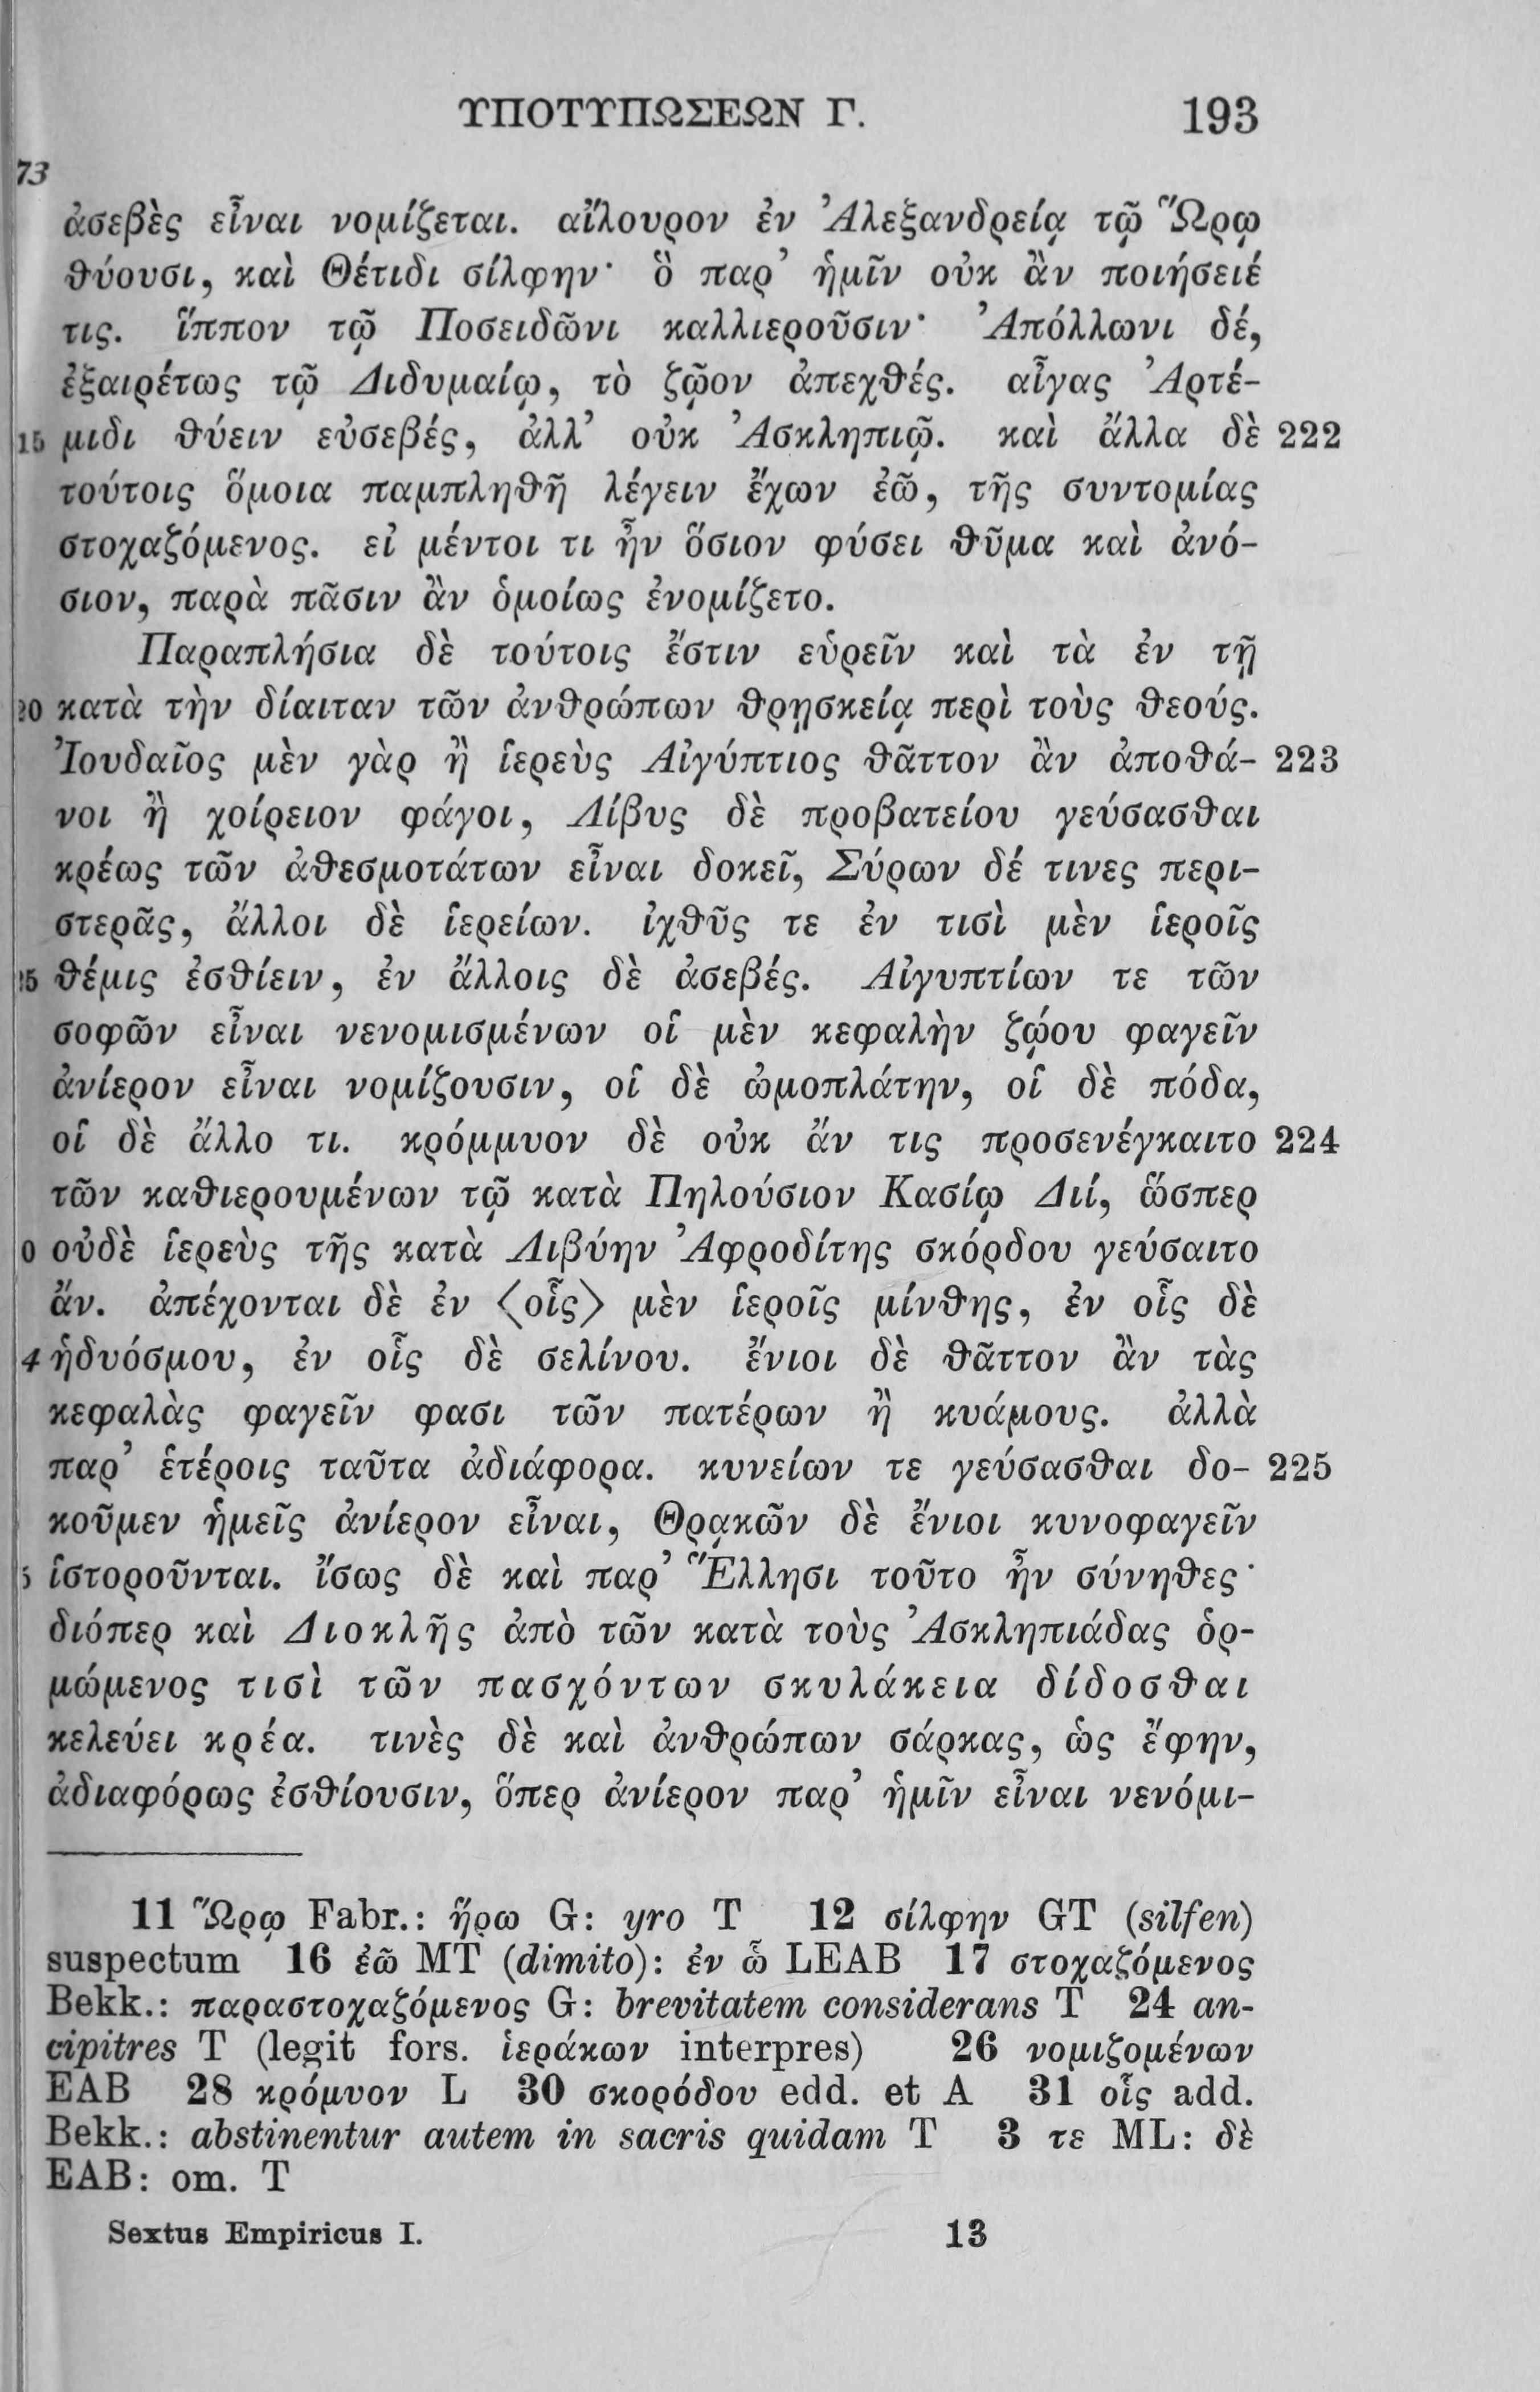 ΥΠΟΤΥΠΩΣΕΩΝ Γ. 193
73
ἀσεβὲς εἶναι νομίζεται. αἴλουρον ἐν Ἀλεξανδρείᾳ τῷ Ὥρῳ
θύουσι, καὶ Θέτιδι σίλφην· ὃ παρ’ ἡμῖν οὐκ ἂν ποιήσειέ
τις. ἵππον τῷ Ποσειδῶνι καλλιεροῦσιν· Ἀπόλλωνι δέ,
ἐξαιρέτως τῷ Διδυμαίῳ, τὸ ζῷον ἀπεχθές. αἶγας Ἀρτέ-
15 μιδι θύειν εὐσεβές, ἀλλ’ οὐκ Ἀσκληπιῷ. καὶ ἄλλα δὲ 222
τούτοις ὅμοια παμπληθῆ λέγειν ἔχων ἐῶ, τῆς συντομίας
στοχαζόμενος. εἰ μέντοι τι ἦν ὅσιον φύσει θῦμα καὶ ἀνό-
σιον, παρὰ πᾶσιν ἂν ὁμοίως ἐνομίζετο.
Παραπλήσια δὲ τούτοις ἔστιν εὑρεῖν καὶ τὰ ἐν τῇ
20 κατὰ τὴν δίαιταν τῶν ἀνθρώπων θρῃσκείᾳ περὶ τοὺς θεούς.
Ἰουδαῖος μὲν γὰρ ἢ ἱερεὺς Αἰγύπτιος θᾶττον ἂν ἀποθά- 223
νοι ἢ χοίρειον φάγοι, Λίβυς δὲ προβατείου γεύσασθαι
κρέως τῶν ἀθεσμοτάτων εἶναι δοκεῖ, Σύρων δέ τινες περι-
στερᾶς, ἄλλοι δὲ ἱερείων. ἰχθῦς τε ἐν τισὶ μὲν ἱεροῖς
25 θέμις ἐσθίειν, ἐν ἄλλοις δὲ ἀσεβές. Αἰγυπτίων τε τῶν
σοφῶν εἶναι νενομισμένων οἱ μὲν κεφαλὴν ζῴου φαγεῖν
ἀνίερον εἶναι νομίζουσιν, οἱ δὲ ὠμοπλάτην, οἱ δὲ πόδα,
οἱ δὲ ἄλλο τι. κρόμμυον δὲ οὐκ ἄν τις προσενέγκαιτο 224
τῶν καθιερουμένων τῷ κατὰ Πηλούσιον Κασίῳ Διί, ὥσπερ
0 οὐδὲ ἱερεὺς τῆς κατὰ Λιβύην Ἀφροδίτης σκόρδου γεύσαιτο
ἄν. ἀπέχονται δὲ ἐν ⟨οἷς⟩ μὲν ἱεροῖς μίνθης, ἐν οἷς δὲ
4 ἡδυόσμου, ἐν οἷς δὲ σελίνου. ἔνιοι δὲ θᾶττον ἂν τὰς
κεφαλὰς φαγεῖν φασι τῶν πατέρων ἢ κυάμους. ἀλλὰ
παρ’ ἑτέροις ταῦτα ἀδιάφορα. κυνείων τε γεύσασθαι δο- 225
κοῦμεν ἡμεῖς ἀνίερον εἶναι, Θρᾳκῶν δὲ ἔνιοι κυνοφαγεῖν
5 ἱστοροῦνται. ἴσως δὲ καὶ παρ’ Ἕλλησι τοῦτο ἦν σύνηθες·
διόπερ καὶ Διοκλῆς ἀπὸ τῶν κατὰ τοὺς Ἀσκληπιάδας ὁρ-
μώμενος τισὶ τῶν πασχόντων σκυλάκεια δίδοσθαι
κελεύει κρέα. τινὲς δὲ καὶ ἀνθρώπων σάρκας, ὡς ἔφην,
ἀδιαφόρως ἐσθίουσιν, ὅπερ ἀνίερον παρ’ ἡμῖν εἶναι νενόμι-
11 Ὥρῳ Fabr.: ἥρω G: yro T 12 σίλφην GT (silfen)
suspectum 16 ἐῶ MT (dimito): ἐν ὧ LEAB 17 στοχαζόμενος
Bekk.: παραστοχαζόμενος G: brevitatem considerans T 24 an-
cipitres T (legit fors. ἱεράκων interpres) 26 νομιζομένων
EAB 28 κρόμυον L 30 σκορόδου edd. et A 31 οἷς add.
Bekk.: abstinentur autem in sacris quidam T 3 τε ML: δὲ
EAB: om. T
Sextus Empiricus I. 13